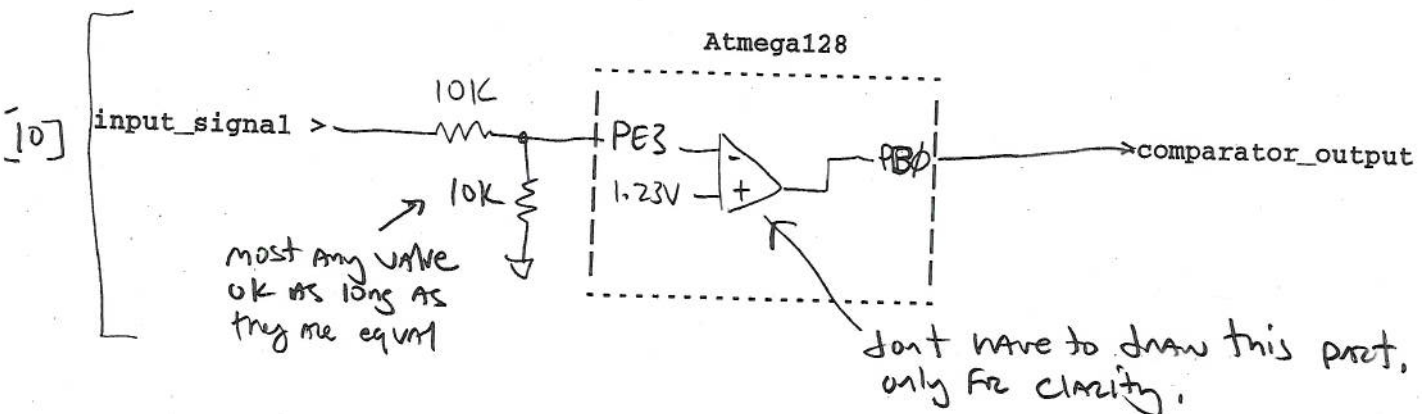 Atmega128
[10]
input_signal >
10K
10K
PE3
1.23V
-
+
PB0
>comparator_output
most any value
ok as long as
they are equal
dont have to draw this part,
only for clarity.